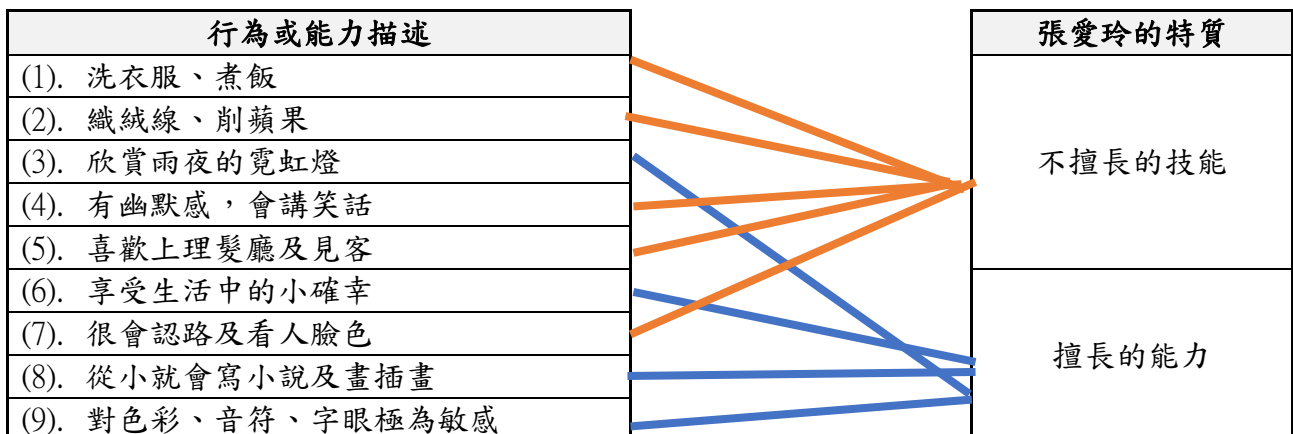 行為或能力描述
張愛玲的特質
(1). 洗衣服、煮飯
(2). 織絨線、削蘋果
(3). 欣賞雨夜的霓虹燈
不擅長的技能
(4). 有幽默感，會講笑話
(5). 喜歡上理髮廳及見客
(6). 享受生活中的小確幸
(7). 很會認路及看人臉色
擅長的能力
(8). 從小就會寫小說及畫插畫
(9). 對色彩、音符、字眼極為敏感